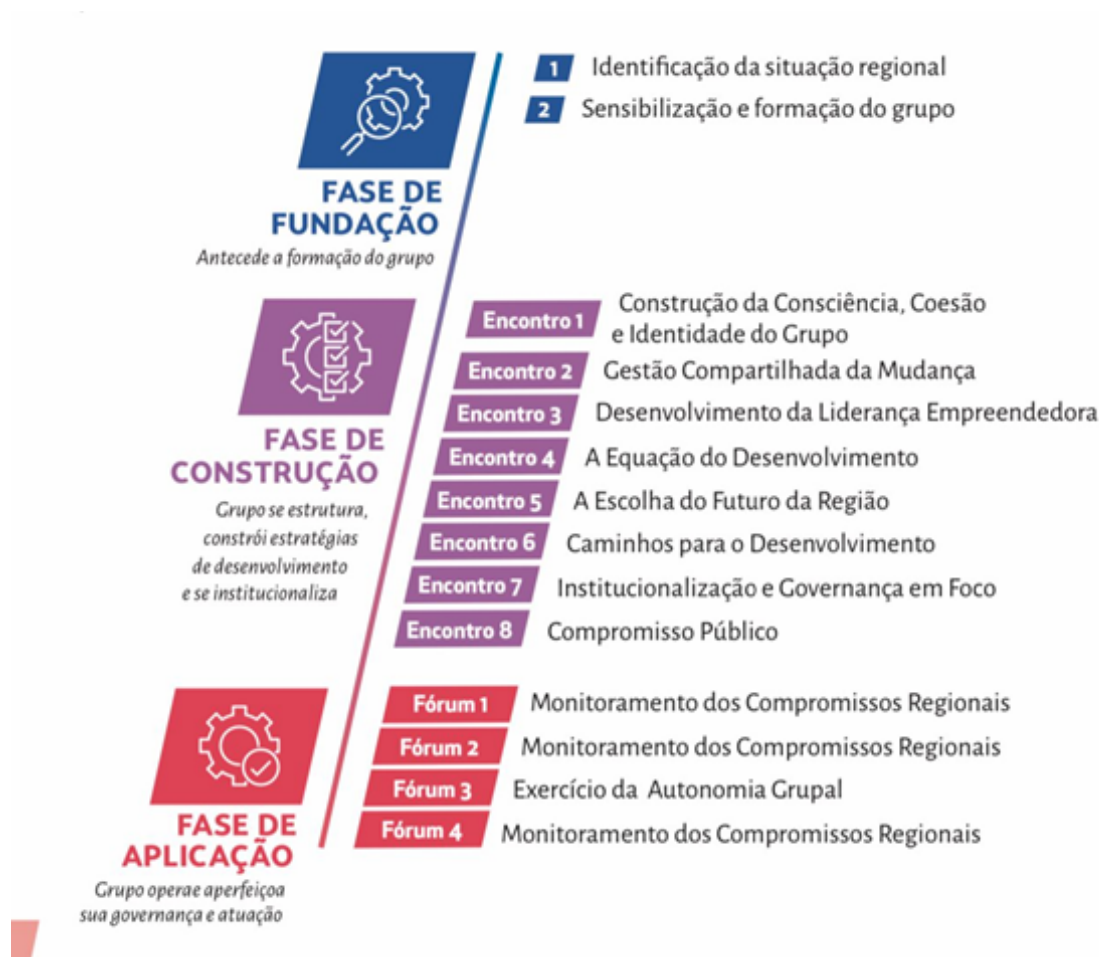 1 Identificação da situação regional
2 Sensibilização e formação do grupo
FASE DE
FUNDAÇÃO
Antecede a formação do grupo
Encontro 1 Construção da Consciência, Coesão
e Identidade do Grupo
Encontro 2 Gestão Compartilhada da Mudança
Encontro 3 Desenvolvimento da Liderança Empreendedora
Encontro 4 A Equação do Desenvolvimento
Encontro 5 A Escolha do Futuro da Região
Encontro 6 Caminhos para o Desenvolvimento
Encontro 7 Institucionalização e Governança em Foco
Encontro 8 Compromisso Público
FASE DE
CONSTRUÇÃO
Grupo se estrutura,
constrói estratégias
de desenvolvimento
e se institucionaliza
Fórum 1 Monitoramento dos Compromissos Regionais
Fórum 2 Monitoramento dos Compromissos Regionais
Fórum 3 Exercício da Autonomia Grupal
Fórum 4 Monitoramento dos Compromissos Regionais
FASE DE
APLICAÇÃO
Grupo operae aperfeiçoa
sua governança e atuação